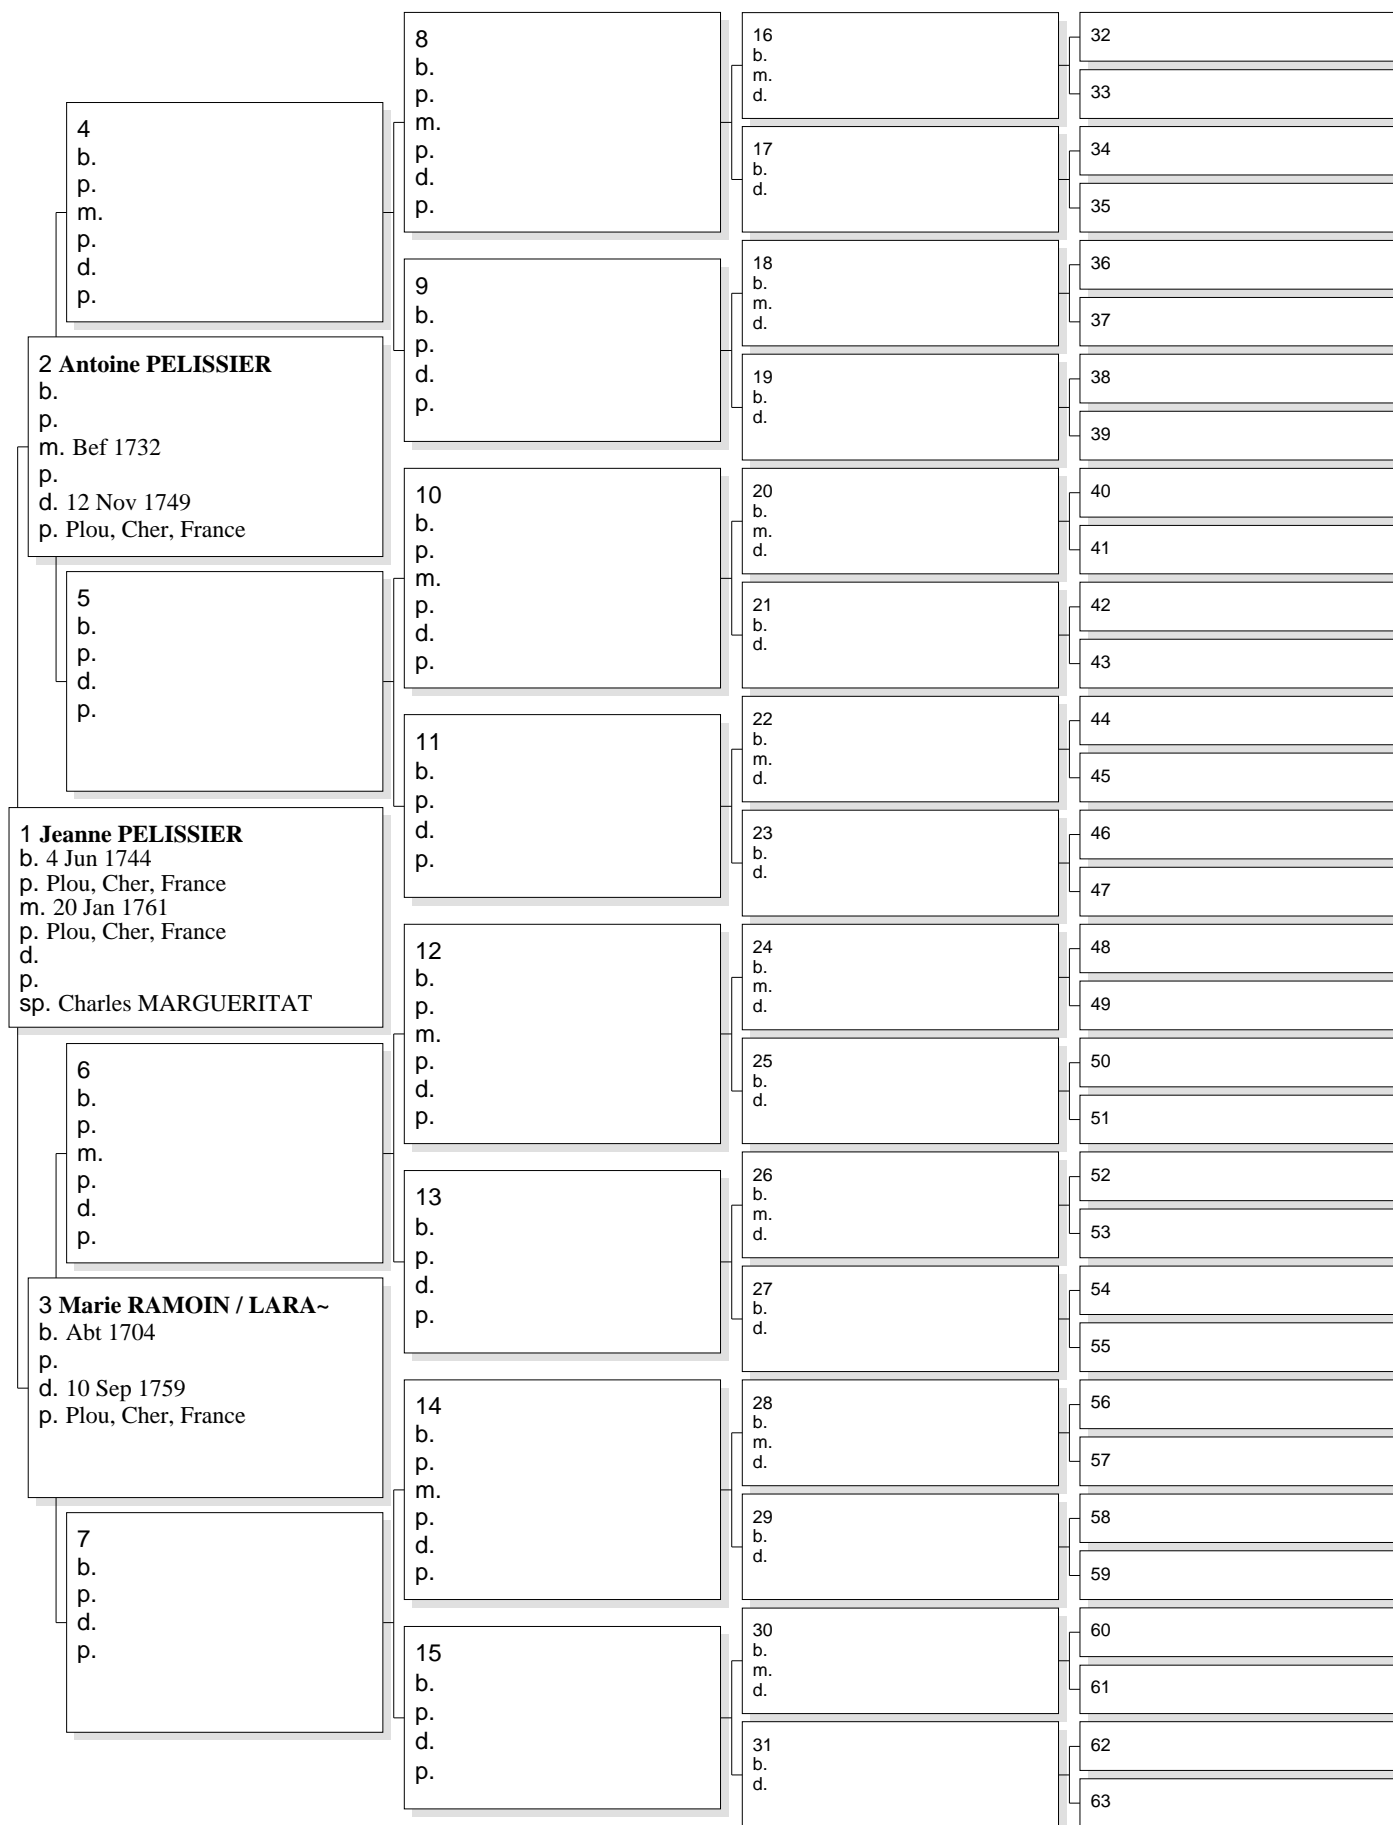 1 Jeanne PELISSIER
b. 4 Jun 1744
p. Plou, Cher, France
m. 20 Jan 1761
p. Plou, Cher, France
d.
p.
sp. Charles MARGUERITAT
2 Antoine PELISSIER
b.
p.
m. Bef 1732
p.
d. 12 Nov 1749
p. Plou, Cher, France
3 Marie RAMOIN / LARA~
b. Abt 1704
p.
d. 10 Sep 1759
p. Plou, Cher, France
4
b.
p.
m.
p.
d.
p.
5
b.
p.
d.
p.
6
b.
p.
m.
p.
d.
p.
7
b.
p.
d.
p.
8
b.
p.
m.
p.
d.
p.
9
b.
p.
d.
p.
10
b.
p.
m.
p.
d.
p.
11
b.
p.
d.
p.
12
b.
p.
m.
p.
d.
p.
13
b.
p.
d.
p.
14
b.
p.
m.
p.
d.
p.
15
b.
p.
d.
p.
16
b.
m.
d.
17
b.
d.
18
b.
m.
d.
19
b.
d.
20
b.
m.
d.
21
b.
d.
22
b.
m.
d.
23
b.
d.
24
b.
m.
d.
25
b.
d.
26
b.
m.
d.
27
b.
d.
28
b.
m.
d.
29
b.
d.
30
b.
m.
d.
31
b.
d.
32
33
34
35
36
37
38
39
40
41
42
43
44
45
46
47
48
49
50
51
52
53
54
55
56
57
58
59
60
61
62
63